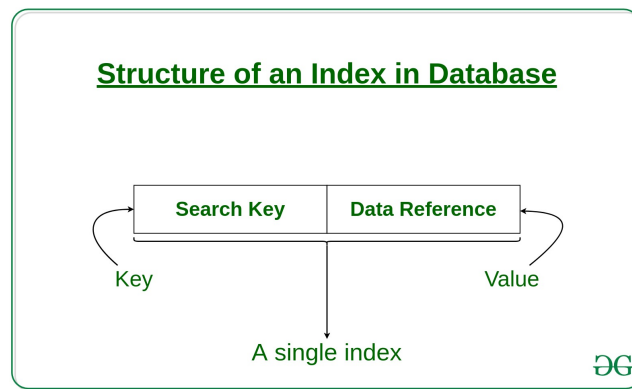 Structure of an Index in Database
Search Key
Data Reference
Key
Value
A single index